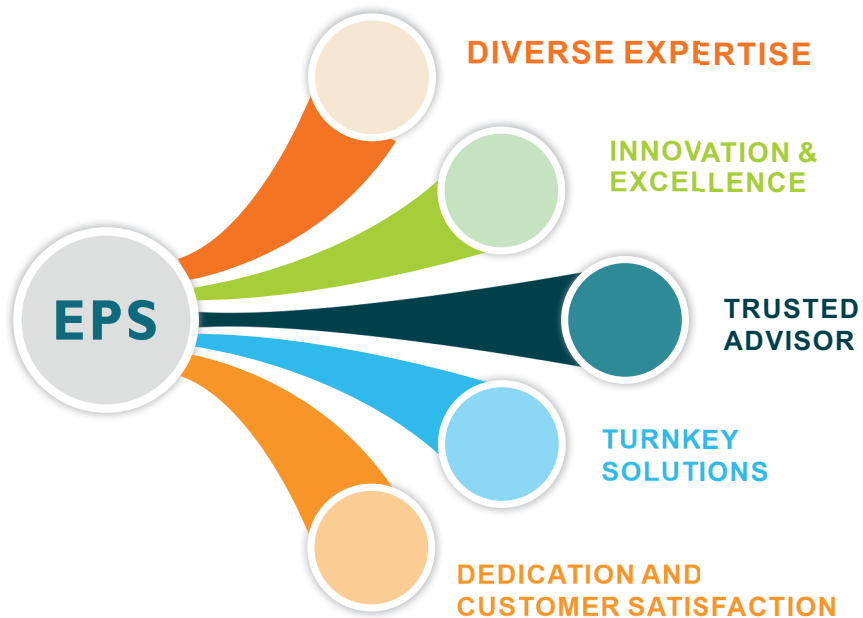 DIVERSE EXPERTISE
INNOVATION &
EXCELLENCE
EPS
TRUSTED
ADVISOR
TURNKEY
SOLUTIONS
DEDICATION AND
CUSTOMER SATISFACTION